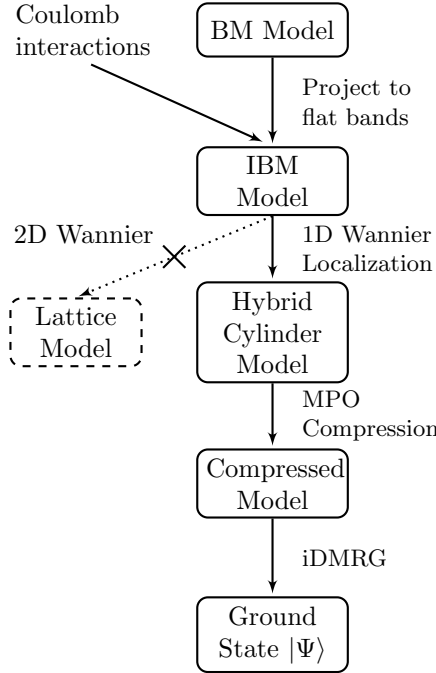 Coulomb
interactions
BM Model
Project to
flat bands
IBM
Model
2D Wannier
1D Wannier
Localization
Lattice
Model
Hybrid
Cylinder
Model
MPO
Compression
Compressed
Model
iDMRG
Ground
State |Ψ⟩